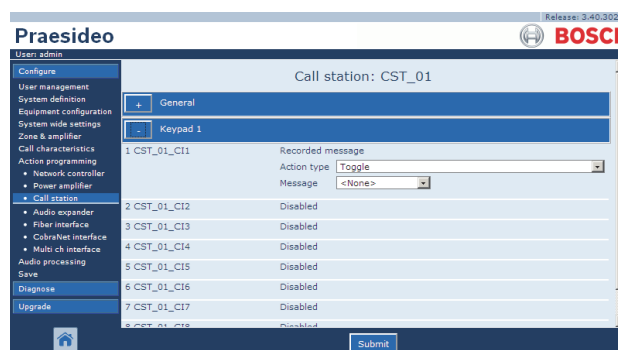 Release: 3.40.302
Praesideo
BOSC
User: admin
Configure
User management
System definition
Equipment configuration
System wide settings
Zone & amplifier
Call characteristics
Action programming
• Network controller
• Power amplifier
• Call station
• Audio expander
• Fiber interface
• CobraNet interface
• Multi ch interface
Audio processing
Save
Diagnose
Upgrade
Call station: CST_01
+ General
- Keypad 1
1 CST_01_CI1 Recorded message
Action type Toggle
Message <None>
2 CST_01_CI2 Disabled
3 CST_01_CI3 Disabled
4 CST_01_CI4 Disabled
5 CST_01_CI5 Disabled
6 CST_01_CI6 Disabled
7 CST_01_CI7 Disabled
8 CST_01_CI8 Disabled
Submit